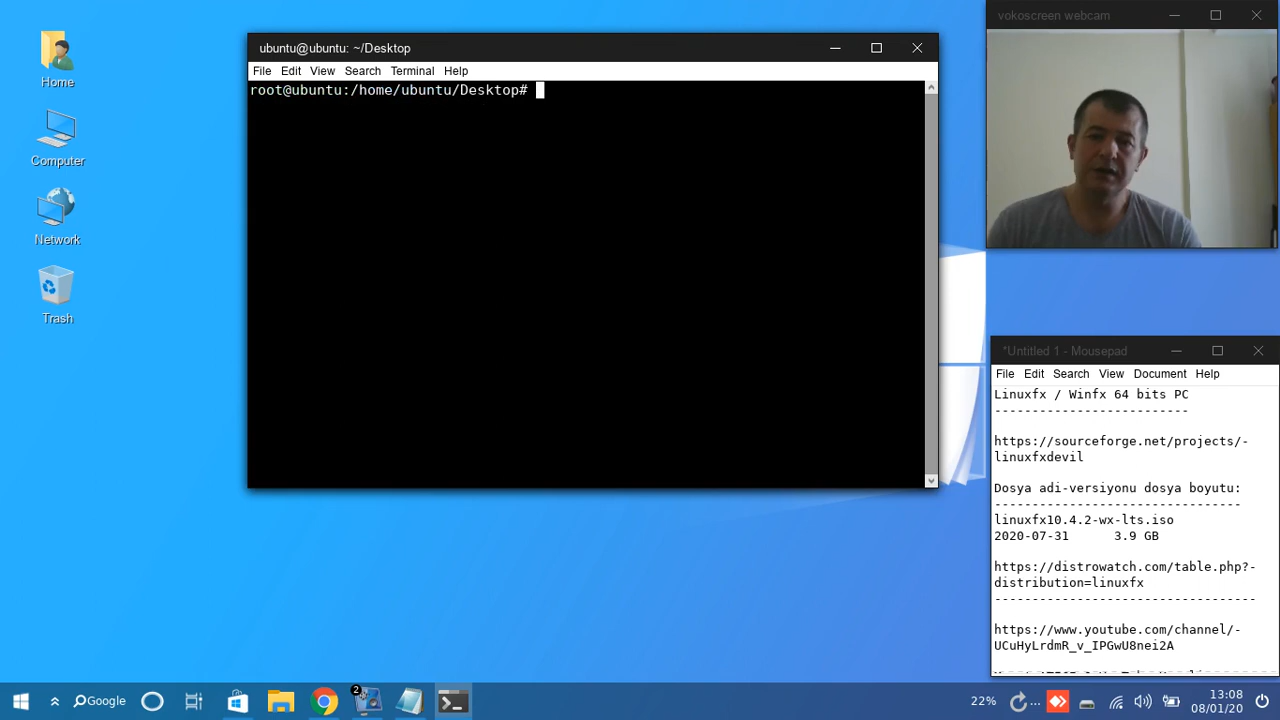 vokoscreen webcam
Home
Computer
Network
Trash
ubuntu@ubuntu: ~/Desktop
File Edit View Search Terminal Help
root@ubuntu:/home/ubuntu/Desktop#
*Untitled 1 - Mousepad
File Edit Search View Document Help
Linuxfx / Winfx 64 bits PC
--------------------------
https://sourceforge.net/projects/-
linuxfxdevil
Dosya adi-versiyonu dosya boyutu:
---------------------------------
linuxfx10.4.2-wx-lts.iso
2020-07-31 3.9 GB
https://distrowatch.com/table.php?-
distribution=linuxfx
-----------------------------------
https://www.youtube.com/channel/-
UCuHyLrdmR_v_IPGwU8nei2A
Google
2
22%
...
13:08
08/01/20